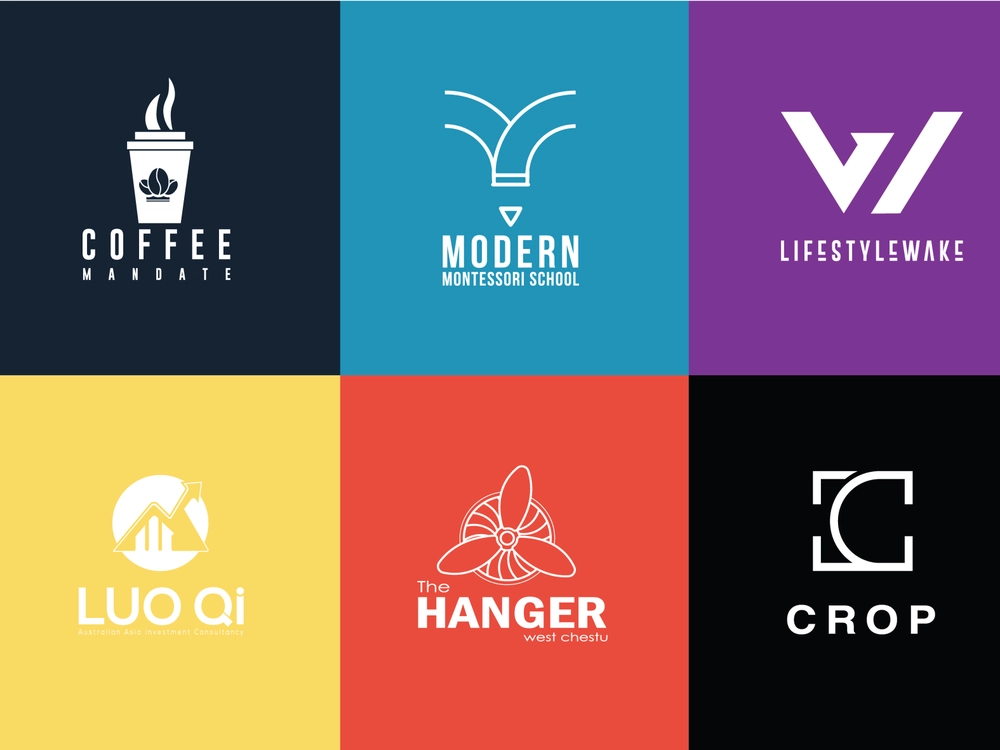 COFFEE
MANDATE
MODERN
MONTESSORI SCHOOL
LIFESTYLEWAKE
LUO Qi
Australian Asia Investment Consultancy
The
HANGER
west chestu
CROP